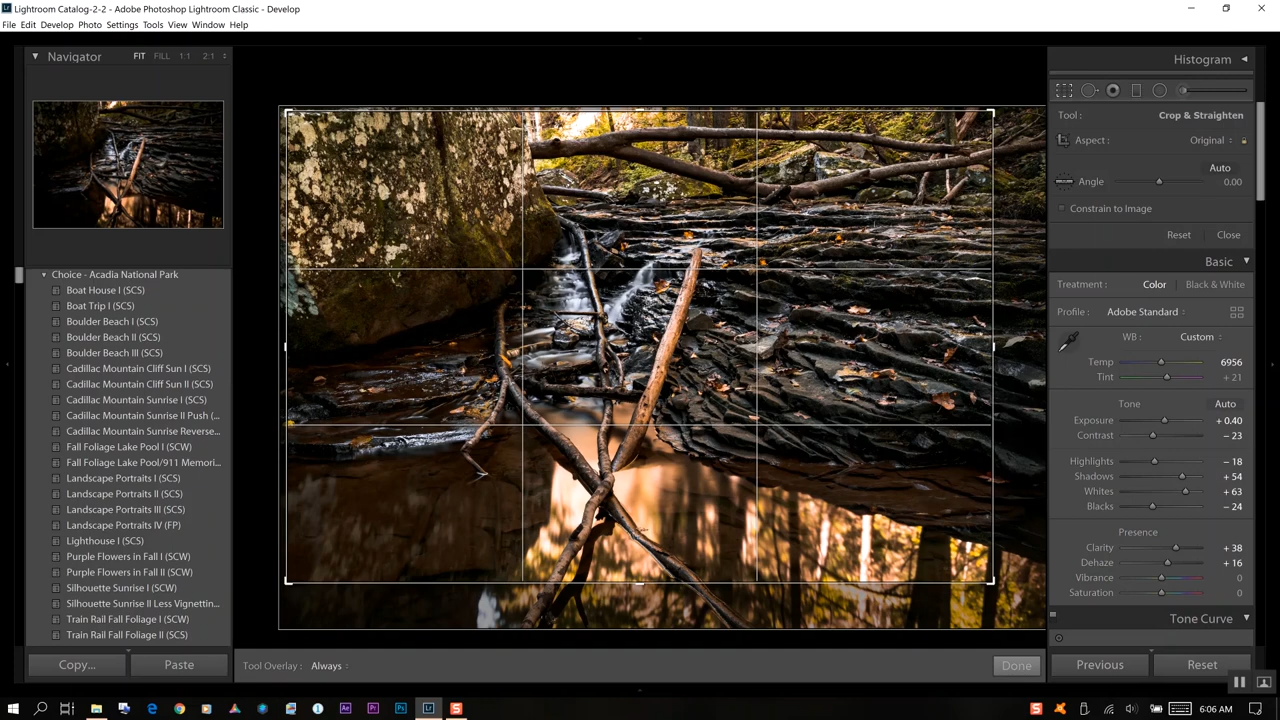 Lightroom Catalog-2-2 - Adobe Photoshop Lightroom Classic - Develop
File Edit Develop Photo Settings Tools View Window Help
Navigator FIT FILL 1:1 2:1
Choice - Acadia National Park
Boat House I (SCS)
Boat Trip I (SCS)
Boulder Beach I (SCS)
Boulder Beach II (SCS)
Boulder Beach III (SCS)
Cadillac Mountain Cliff Sun I (SCS)
Cadillac Mountain Cliff Sun II (SCS)
Cadillac Mountain Sunrise I (SCS)
Cadillac Mountain Sunrise II Push (...
Cadillac Mountain Sunrise Reverse...
Fall Foliage Lake Pool I (SCW)
Fall Foliage Lake Pool/911 Memori...
Landscape Portraits I (SCS)
Landscape Portraits II (SCS)
Landscape Portraits III (SCS)
Landscape Portraits IV (FP)
Lighthouse I (SCS)
Purple Flowers in Fall I (SCW)
Purple Flowers in Fall II (SCW)
Silhouette Sunrise I (SCW)
Silhouette Sunrise II Less Vignettin...
Train Rail Fall Foliage I (SCW)
Train Rail Fall Foliage II (SCS)
Copy... Paste
Tool Overlay : Always
Done
Histogram
Tool : Crop & Straighten
Aspect : Original
Auto
Angle 0.00
Constrain to Image
Reset Close
Basic
Treatment : Color Black & White
Profile : Adobe Standard
WB : Custom
Temp 6956
Tint + 21
Tone Auto
Exposure + 0.40
Contrast – 23
Highlights – 18
Shadows + 54
Whites + 63
Blacks – 24
Presence
Clarity + 38
Dehaze + 16
Vibrance 0
Saturation 0
Tone Curve
Previous Reset
6:06 AM